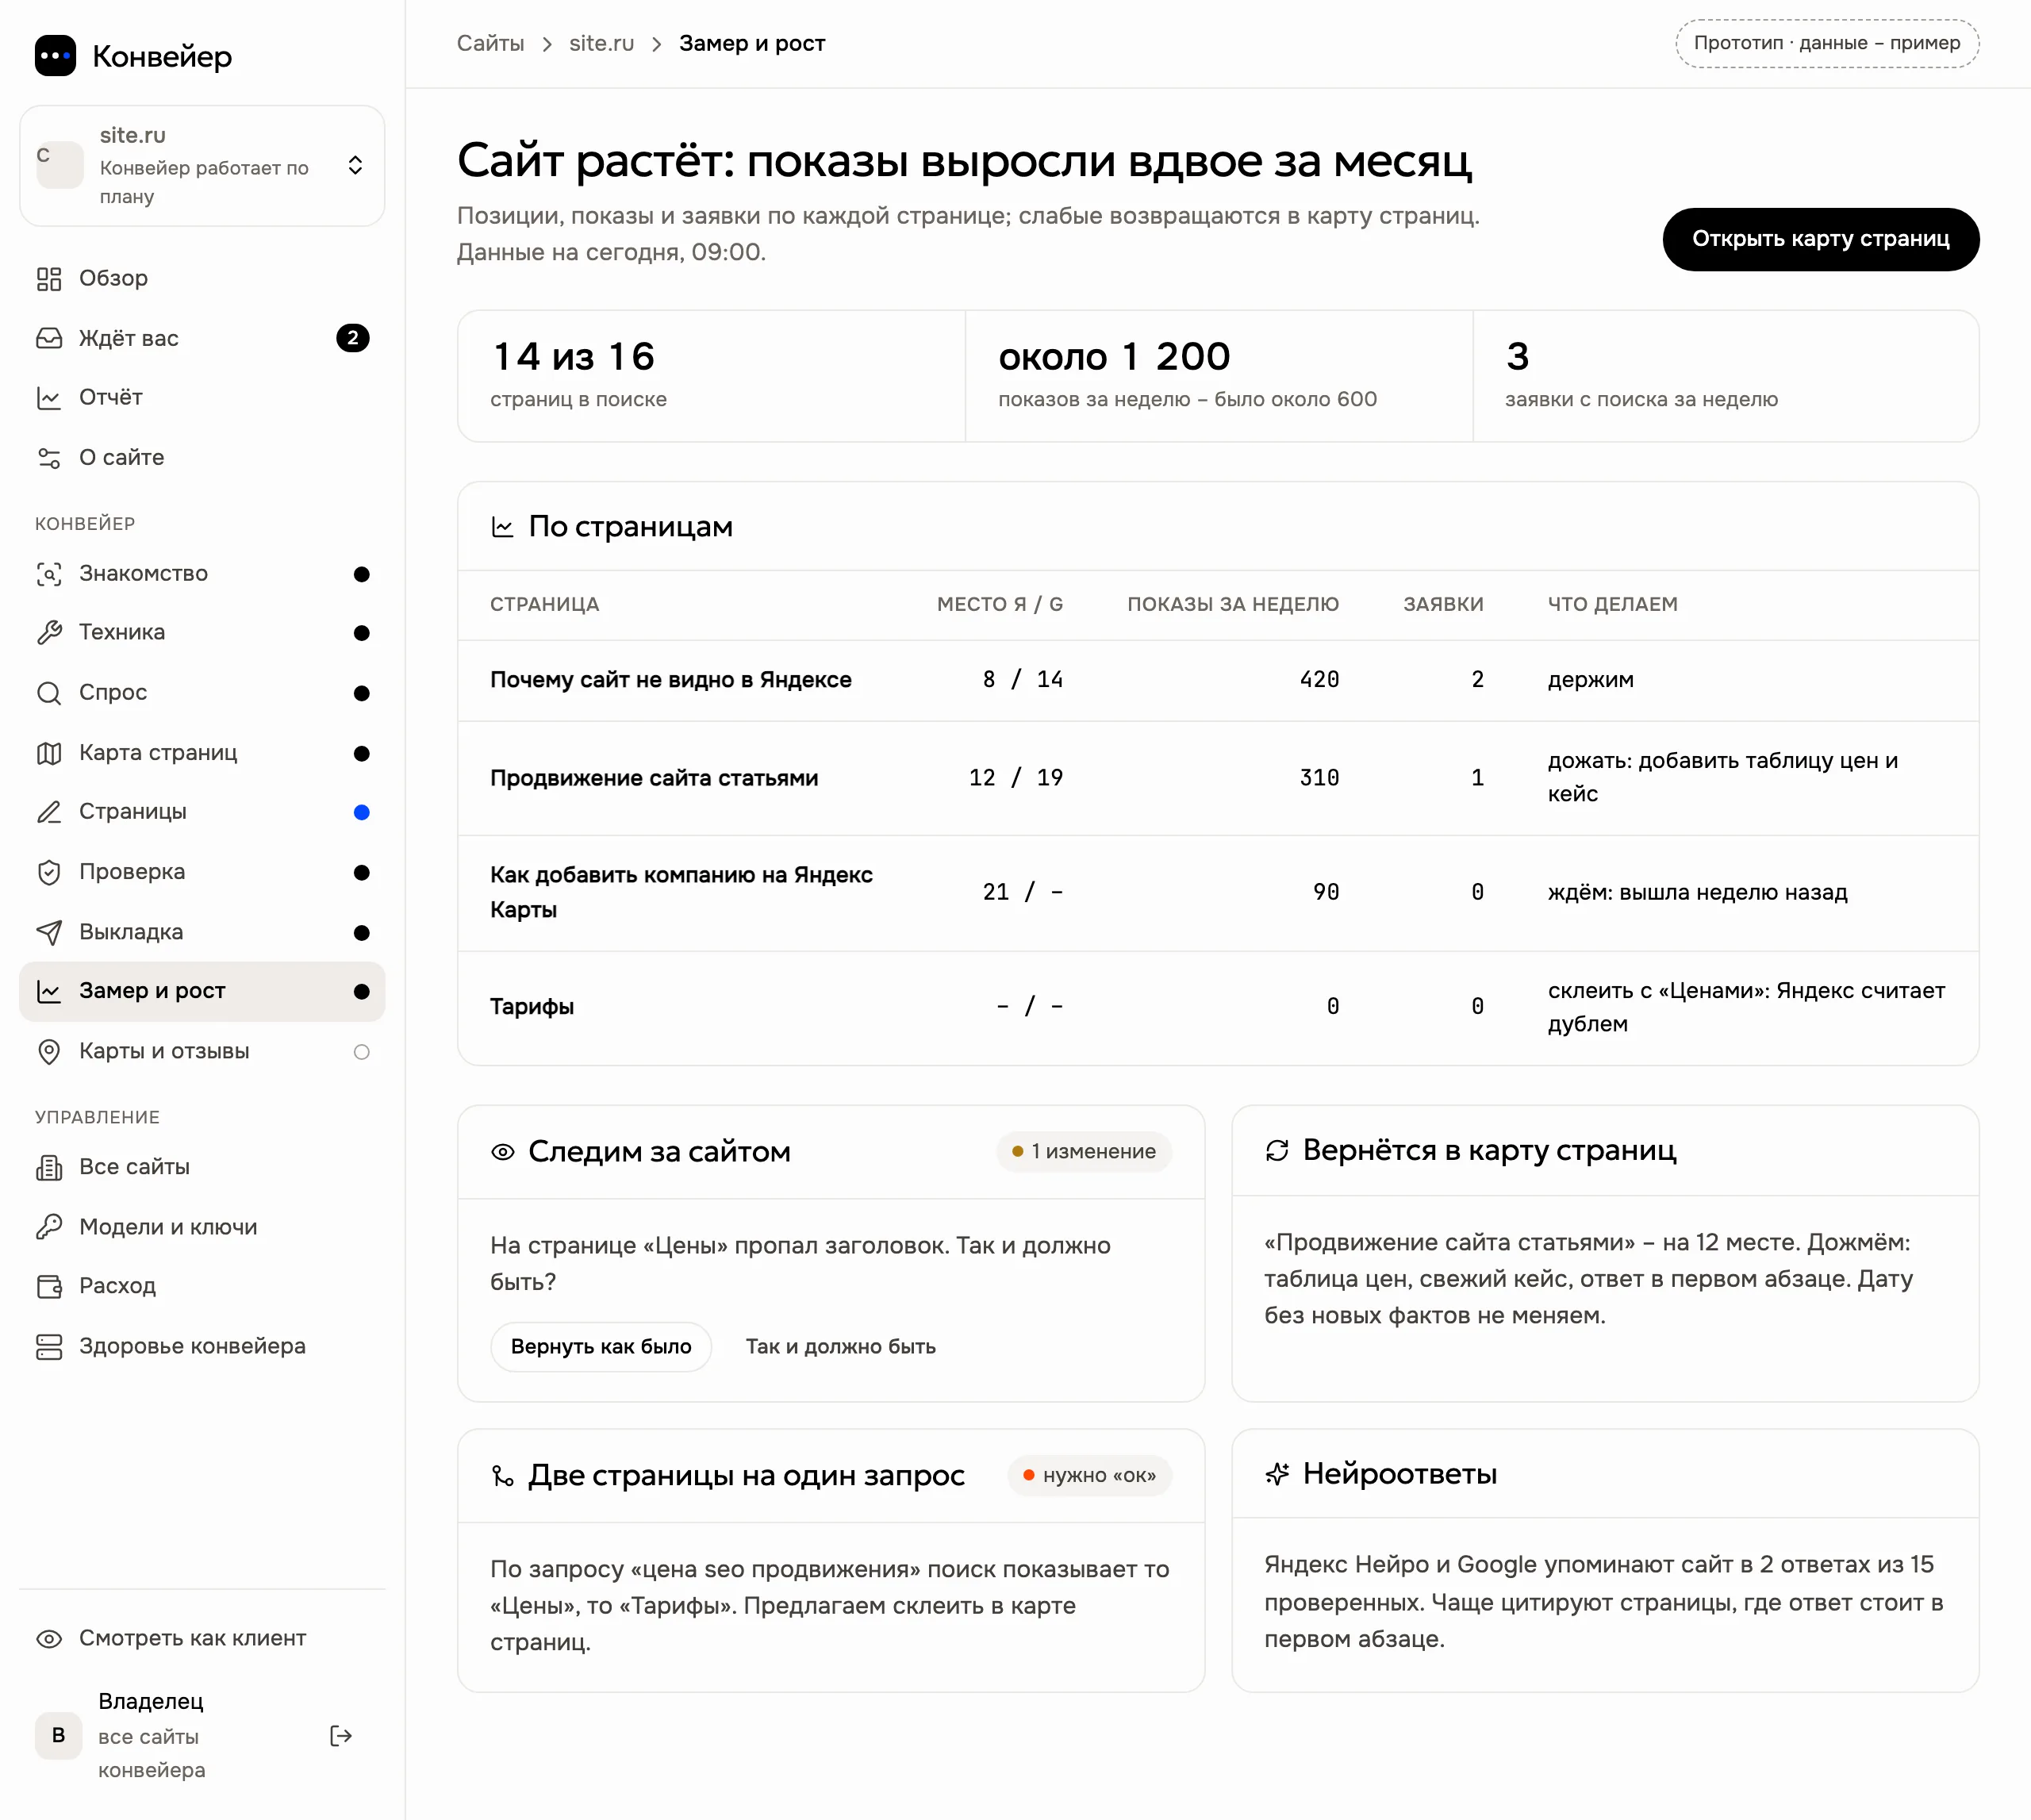 Конвейер
С
site.ru
Конвейер работает по
плану
Обзор
Ждёт вас
2
Отчёт
О сайте
КОНВЕЙЕР
Знакомство
Техника
Спрос
Карта страниц
Страницы
Проверка
Выкладка
Замер и рост
Карты и отзывы
УПРАВЛЕНИЕ
Все сайты
Модели и ключи
Расход
Здоровье конвейера
Смотреть как клиент
В
Владелец
все сайты
конвейера
Сайты > site.ru > Замер и рост
Прототип · данные – пример
Сайт растёт: показы выросли вдвое за месяц
Позиции, показы и заявки по каждой странице; слабые возвращаются в карту страниц.
Данные на сегодня, 09:00.
Открыть карту страниц
14 из 16
страниц в поиске
около 1 200
показов за неделю – было около 600
3
заявки с поиска за неделю
По страницам
СТРАНИЦА МЕСТО Я / G ПОКАЗЫ ЗА НЕДЕЛЮ ЗАЯВКИ ЧТО ДЕЛАЕМ
Почему сайт не видно в Яндексе 8 / 14 420 2 держим
Продвижение сайта статьями 12 / 19 310 1 дожать: добавить таблицу цен и
кейс
Как добавить компанию на Яндекс
Карты 21 / – 90 0 ждём: вышла неделю назад
Тарифы – / – 0 0 склеить с «Ценами»: Яндекс считает
дублем
Следим за сайтом
1 изменение
На странице «Цены» пропал заголовок. Так и должно
быть?
Вернуть как было
Так и должно быть
Вернётся в карту страниц
«Продвижение сайта статьями» – на 12 месте. Дожмём:
таблица цен, свежий кейс, ответ в первом абзаце. Дату
без новых фактов не меняем.
Две страницы на один запрос
нужно «ок»
По запросу «цена seo продвижения» поиск показывает то
«Цены», то «Тарифы». Предлагаем склеить в карте
страниц.
Нейроответы
Яндекс Нейро и Google упоминают сайт в 2 ответах из 15
проверенных. Чаще цитируют страницы, где ответ стоит в
первом абзаце.